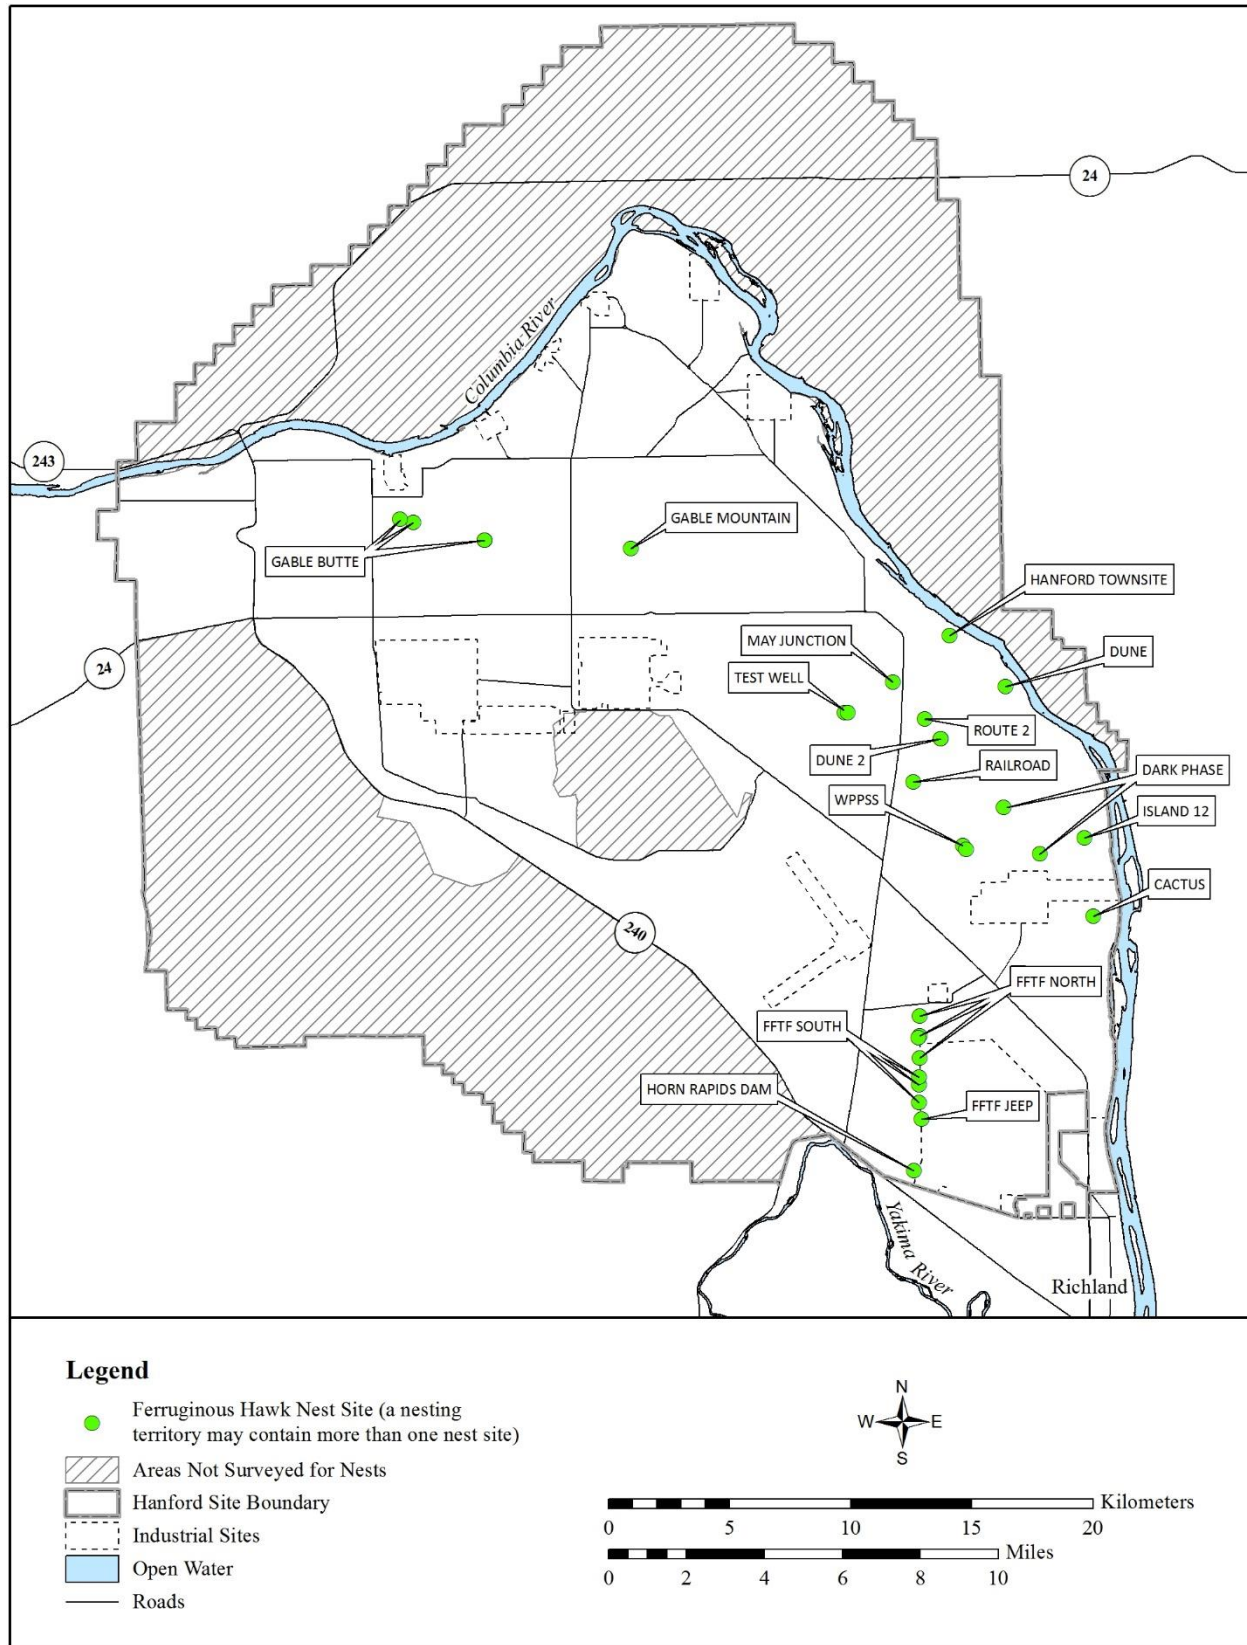 24
Columbia River
243
GABLE MOUNTAIN
GABLE BUTTE
HANFORD TOWNSITE
MAY JUNCTION
DUNE
24
TEST WELL
ROUTE 2
DUNE 2
RAILROAD
DARK PHASE
WPPSS
ISLAND 12
CACTUS
240
FFTF NORTH
FFTF SOUTH
HORN RAPIDS DAM
FFTF JEEP
Yakima River
Richland
Legend
Ferruginous Hawk Nest Site (a nesting
territory may contain more than one nest site)
Areas Not Surveyed for Nests
Hanford Site Boundary
Industrial Sites
Open Water
Roads
N
W E
S
Kilometers
0 5 10 15 20
Miles
0 2 4 6 8 10